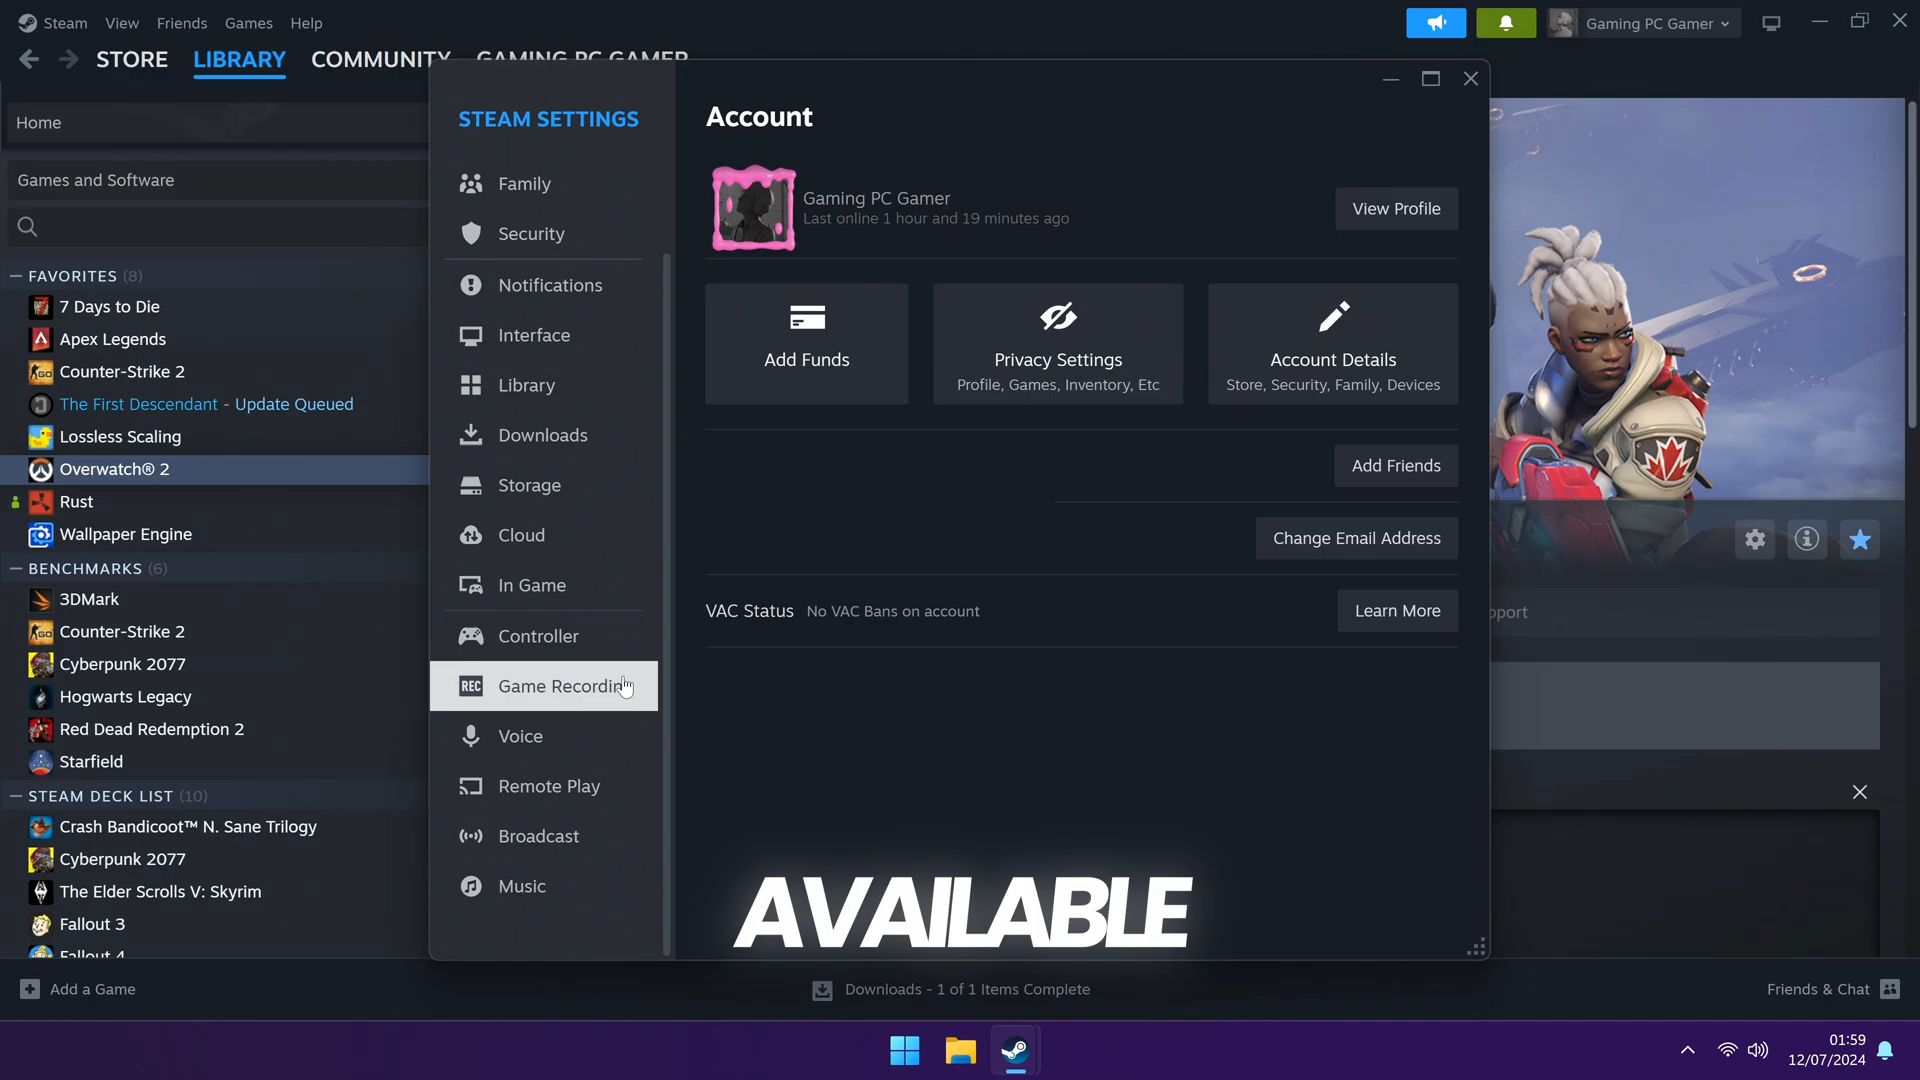 Steam View Friends Games Help
Gaming PC Gamer
STORE LIBRARY COMMUNITY GAMING PC GAMER
Home
Games and Software
FAVORITES (8)
7 Days to Die
Apex Legends
Counter-Strike 2
The First Descendant - Update Queued
Lossless Scaling
Overwatch® 2
Rust
Wallpaper Engine
BENCHMARKS (6)
3DMark
Counter-Strike 2
Cyberpunk 2077
Hogwarts Legacy
Red Dead Redemption 2
Starfield
STEAM DECK LIST (10)
Crash Bandicoot™ N. Sane Trilogy
Cyberpunk 2077
The Elder Scrolls V: Skyrim
Fallout 3
Fallout 4
STEAM SETTINGS
Family
Security
Notifications
Interface
Library
Downloads
Storage
Cloud
In Game
Controller
REC Game Recording
Voice
Remote Play
Broadcast
Music
Account
Gaming PC Gamer
Last online 1 hour and 19 minutes ago
View Profile
Add Funds
Privacy Settings
Profile, Games, Inventory, Etc
Account Details
Store, Security, Family, Devices
Add Friends
Change Email Address
VAC Status No VAC Bans on account
Learn More
AVAILABLE
Add a Game
Downloads - 1 of 1 Items Complete
Friends & Chat
01:59
12/07/2024